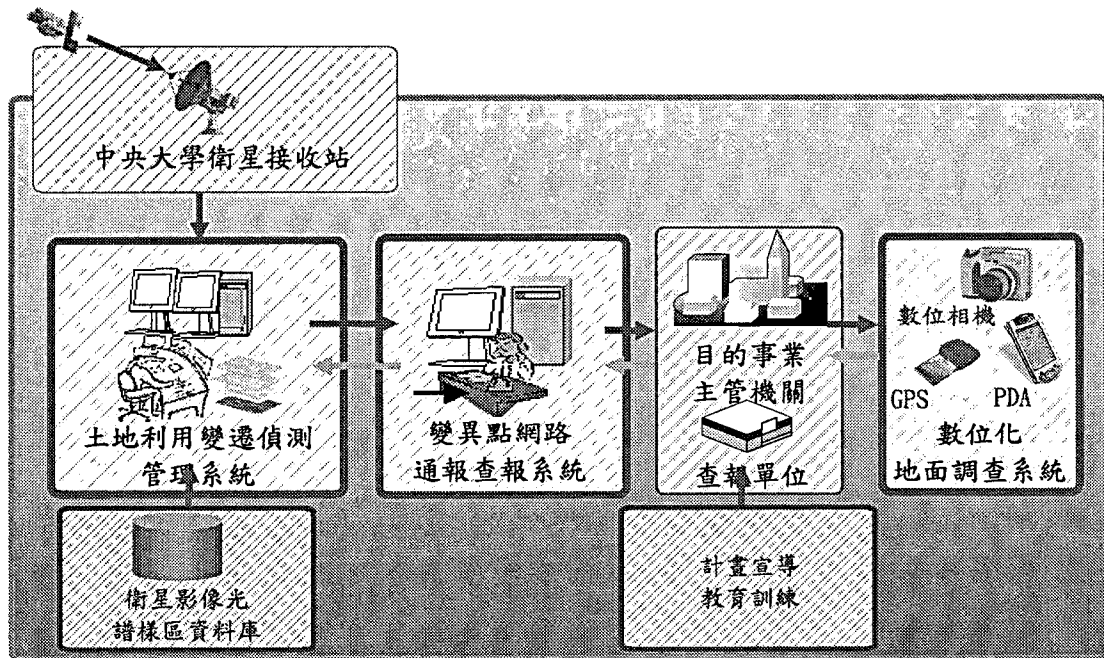 中央大學衛星接收站
土地利用變遷偵測
管理系統
變異點網路
通報查報系統
目的事業
主管機關
查報單位
數位相機
GPS PDA
數位化
地面調查系統
衛星影像光
譜樣區資料庫
計畫宣導
教育訓練